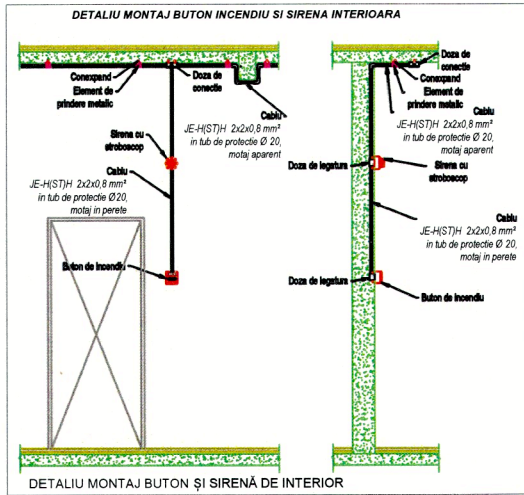 DETALIU MONTAJ BUTON INCENDIU SI SIRENA INTERIOARA
Conexpand
Element de
prindere metalic
Doza de
conectie
Cablu
JE-H(ST)H 2x2x0,8 mm²
in tub de protectie Ø 20,
motaj aparent
Sirena cu
stroboscop
Cablu
JE-H(ST)H 2x2x0,8 mm²
in tub de protectie Ø 20,
motaj in perete
Buton de incendiu
Doza de
conectie
Conexpand
Element de
prindere metalic
Cablu
JE-H(ST)H 2x2x0,8 mm²
in tub de protectie Ø 20,
motaj aparent
Doza de legatura
Sirena cu
stroboscop
Cablu
JE-H(ST)H 2x2x0,8 mm²
in tub de protectie Ø 20,
motaj in perete
Doza de legatura
Buton de incendiu
DETALIU MONTAJ BUTON ȘI SIRENĂ DE INTERIOR